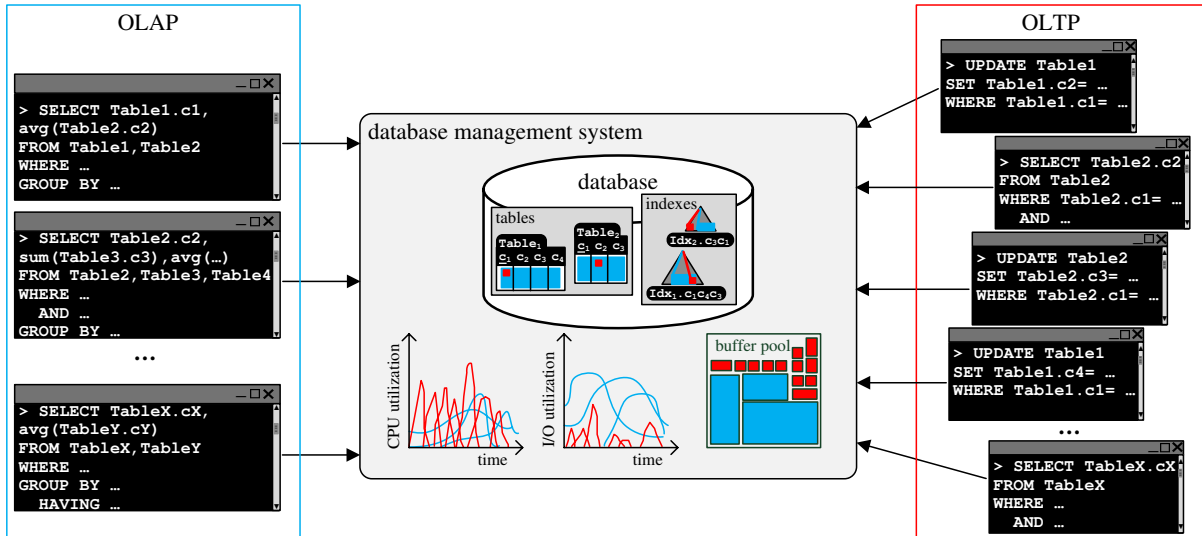 OLAP
> SELECT Table1.c1,
avg(Table2.c2)
FROM Table1,Table2
WHERE …
GROUP BY …
> SELECT Table2.c2,
sum(Table3.c3),avg(…)
FROM Table2,Table3,Table4
WHERE …
AND …
GROUP BY …
…
> SELECT TableX.cX,
avg(TableY.cY)
FROM TableX,TableY
WHERE …
GROUP BY …
HAVING …
database management system
database
tables
Table1
c1 c2 c3 c4
Table2
c1 c2 c3
indexes
Idx2.c3c1
Idx1.c1c4c3
CPU utilization
time
I/O utilization
time
buffer pool
OLTP
> UPDATE Table1
SET Table1.c2= …
WHERE Table1.c1= …
> SELECT Table2.c2
FROM Table2
WHERE Table2.c1= …
AND …
> UPDATE Table2
SET Table2.c3= …
WHERE Table2.c1= …
> UPDATE Table1
SET Table1.c4= …
WHERE Table1.c1= …
…
> SELECT TableX.cX
FROM TableX
WHERE …
AND …